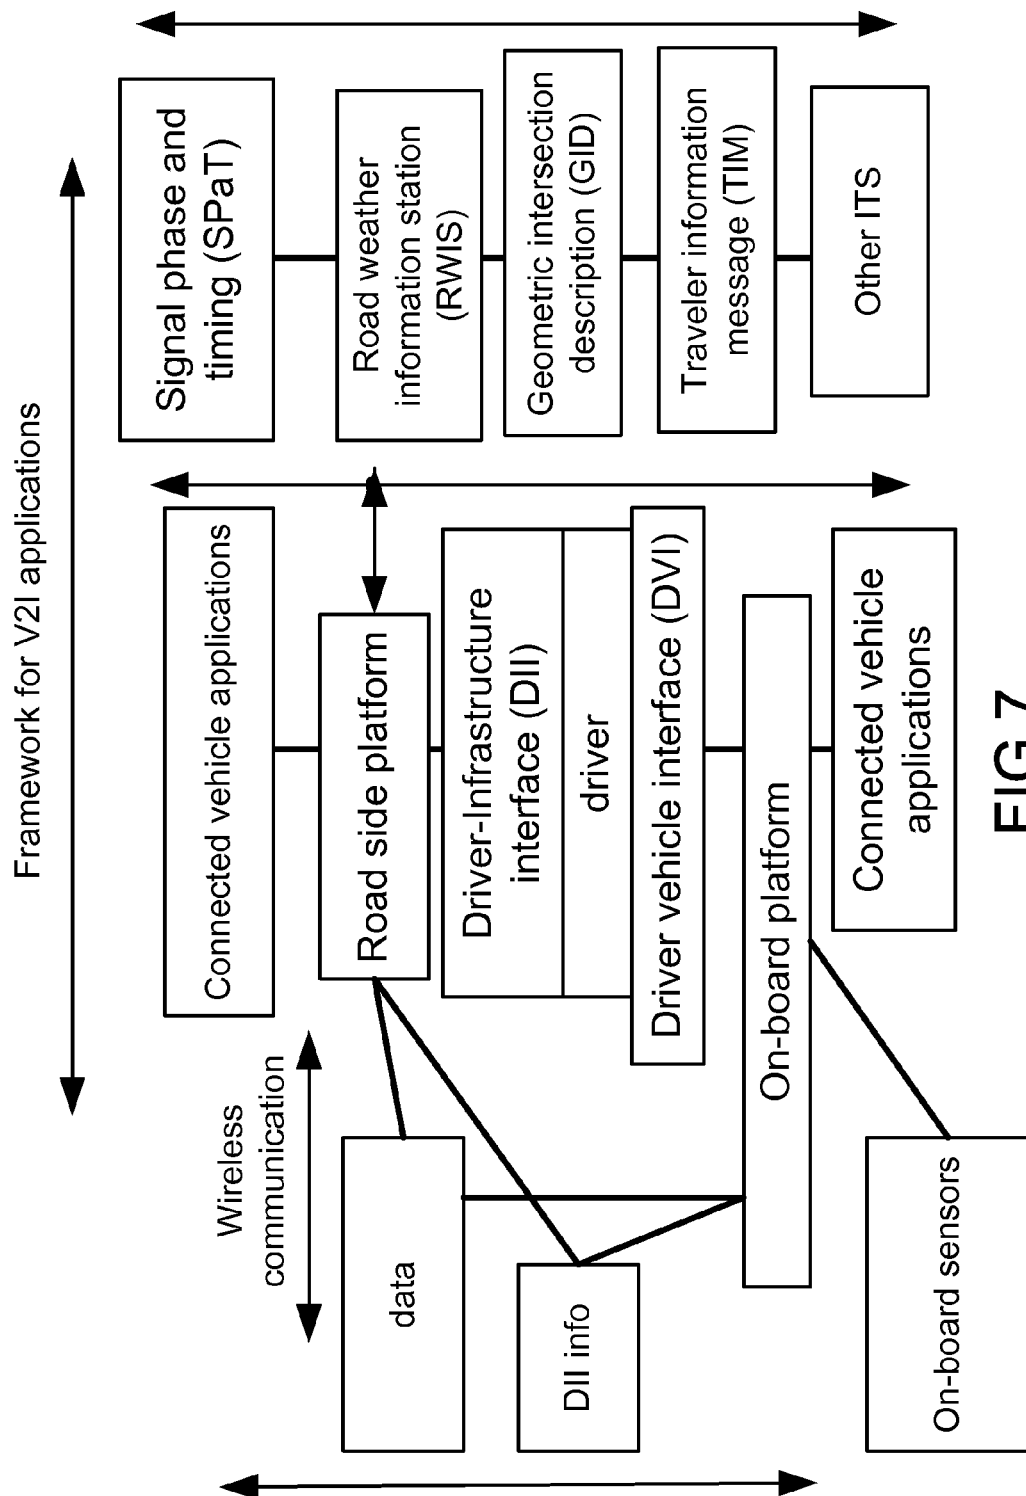 Framework for V2I applications
Wireless
communication
data
DII info
On-board sensors
Connected vehicle applications
Road side platform
Driver-Infrastructure
interface (DII)
driver
Driver vehicle interface (DVI)
On-board platform
Connected vehicle
applications
Signal phase and
timing (SPaT)
Road weather
information station
(RWIS)
Geometric intersection
description (GID)
Traveler information
message (TIM)
Other ITS
FIG 7